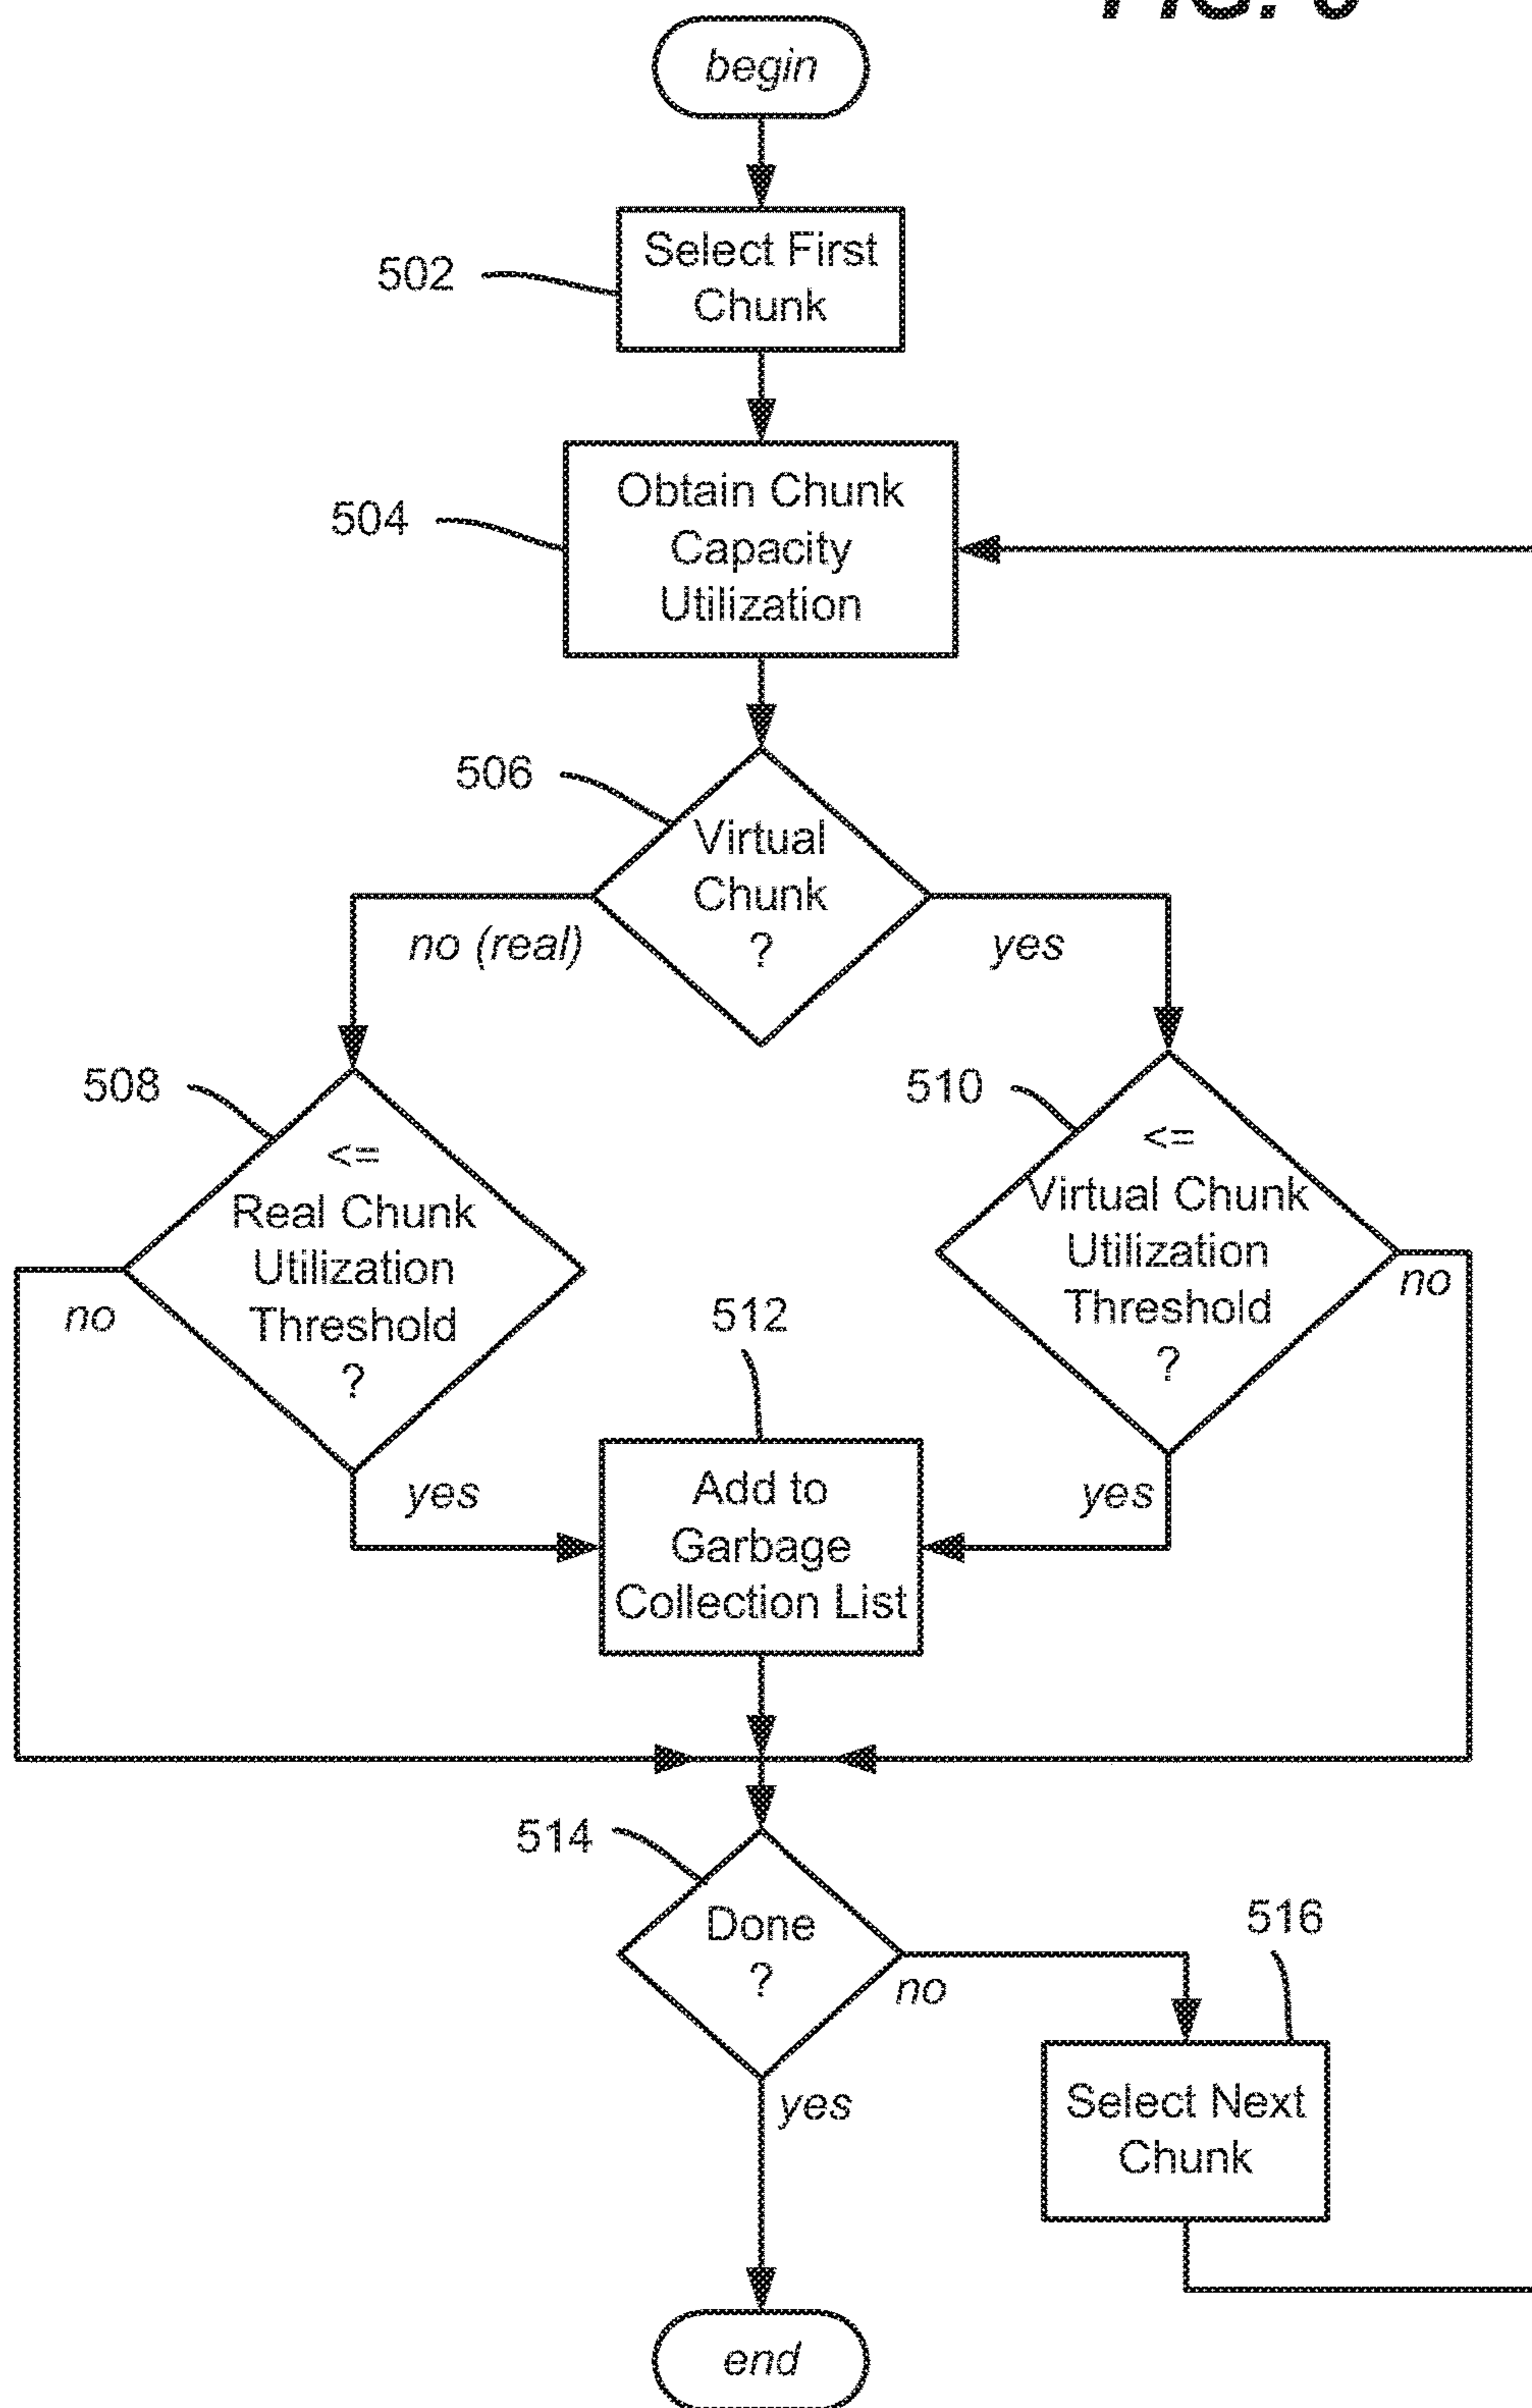 FIG.
begin
502
Select First
Chunk
504
Obtain Chunk
Capacity
Utilization
506
Virtual
Chunk
?
no (real)
yes
508
<=
Real Chunk
Utilization
Threshold
?
510
<=
Virtual Chunk
Utilization
Threshold
?
no
no
512
yes
Add to
Garbage
Collection List
yes
514
Done
?
no
516
yes
Select Next
Chunk
end